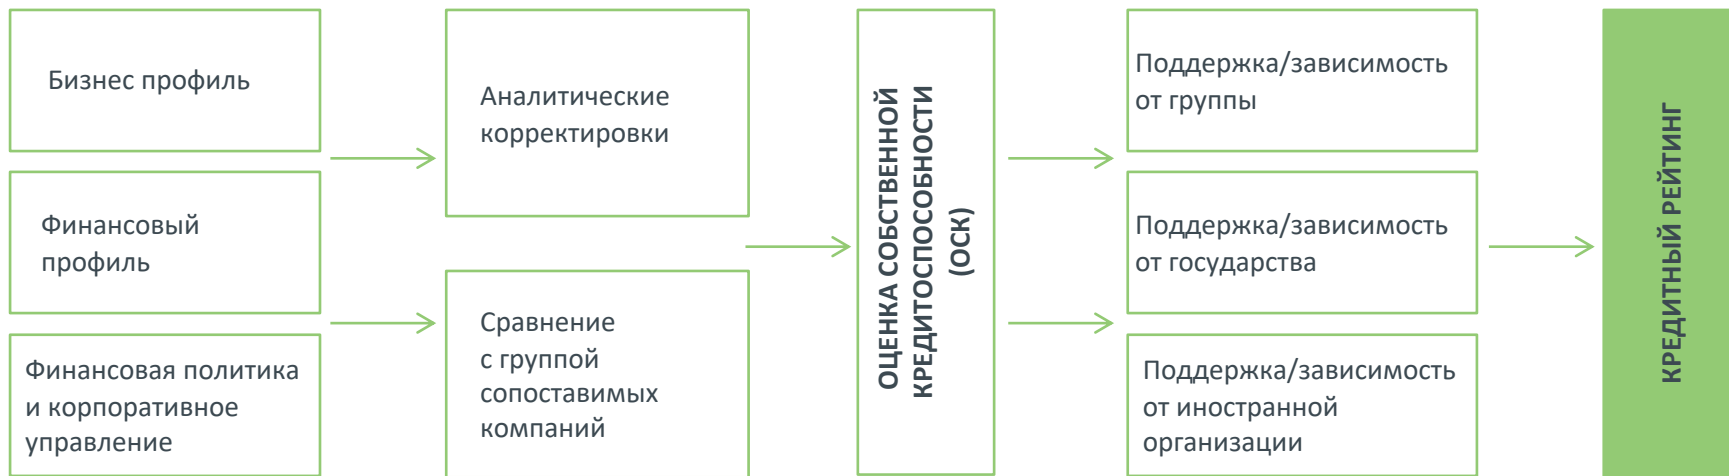 Бизнес профиль
Финансовый
профиль
Финансовая политика
и корпоративное
управление
Аналитические
корректировки
Сравнение
с группой
сопоставимых
компаний
ОЦЕНКА СОБСТВЕННОЙ
КРЕДИТОСПОСОБНОСТИ
(ОСК)
Поддержка/зависимость
от группы
Поддержка/зависимость
от государства
Поддержка/зависимость
от иностранной
организации
КРЕДИТНЫЙ РЕЙТИНГ